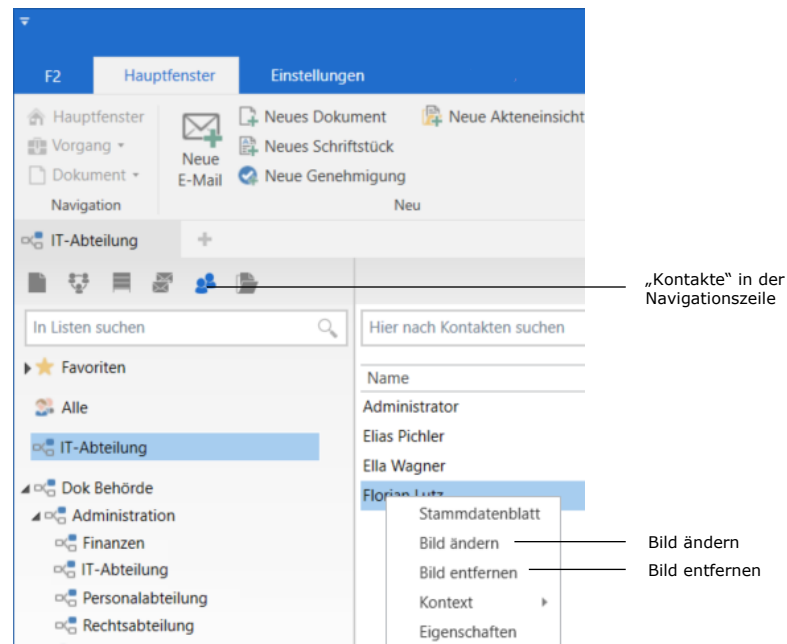 F2 Hauptfenster Einstellungen
Hauptfenster
Vorgang
Dokument
Navigation
Neue
E-Mail
Neues Dokument
Neues Schriftstück
Neue Genehmigung
Neue Akteneinsicht
Neu
IT-Abteilung
„Kontakte“ in der
Navigationszeile
In Listen suchen
Favoriten
Alle
IT-Abteilung
Dok Behörde
Administration
Finanzen
IT-Abteilung
Personalabteilung
Rechtsabteilung
Hier nach Kontakten suchen
Name
Administrator
Elias Pichler
Ella Wagner
Florian Lutz
Stammdatenblatt
Bild ändern
Bild entfernen
Kontext
Eigenschaften
Bild ändern
Bild entfernen